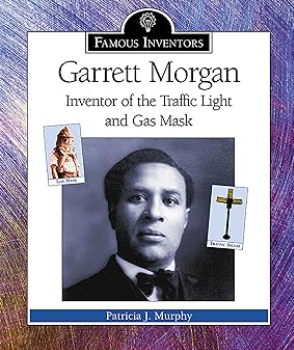 FAMOUS INVENTORS
Garrett Morgan
Inventor of the Traffic Light
and Gas Mask
GAS MASK
TRAFFIC SIGNAL
Patricia J. Murphy